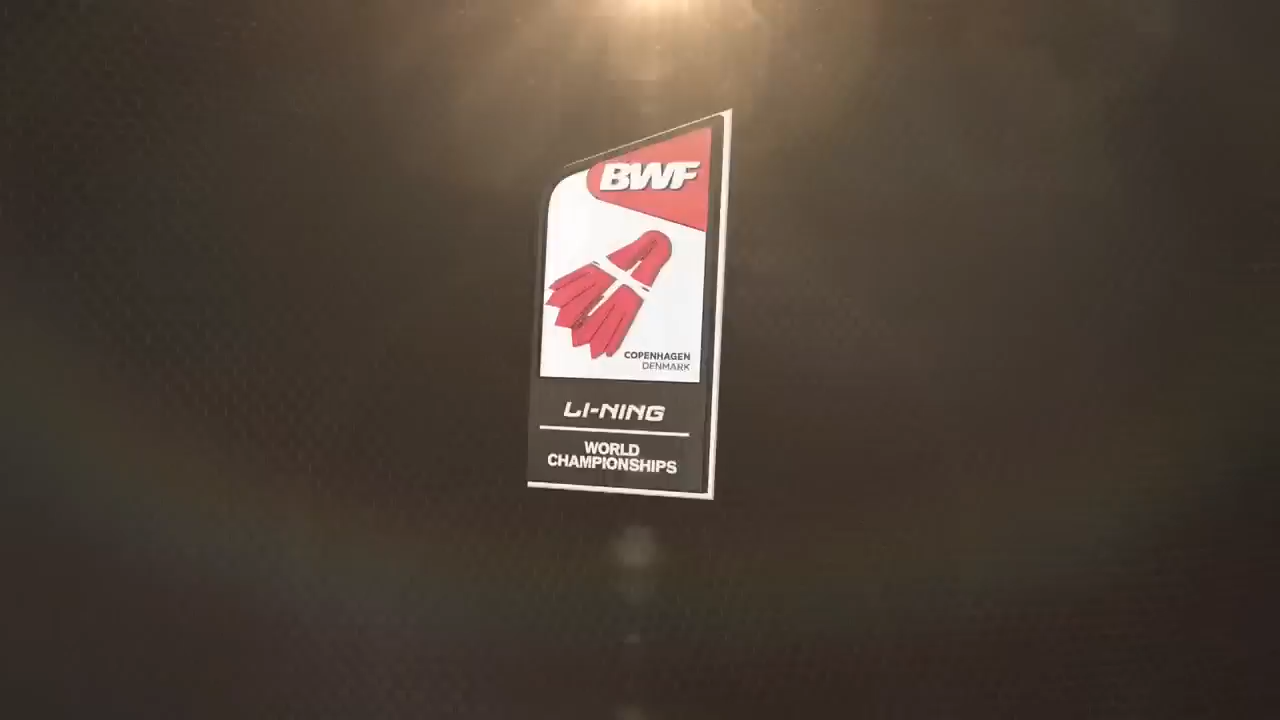 BWF
COPENHAGEN
DENMARK
LI-NING
WORLD
CHAMPIONSHIPS